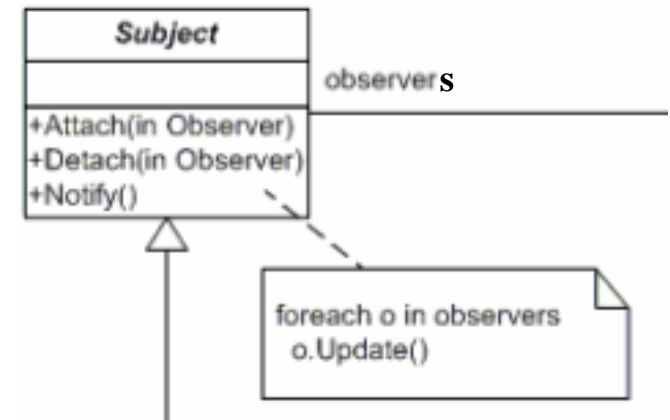 Subject
observers
+Attach(in Observer)
+Detach(in Observer)
+Notify()
foreach o in observers
o.Update()